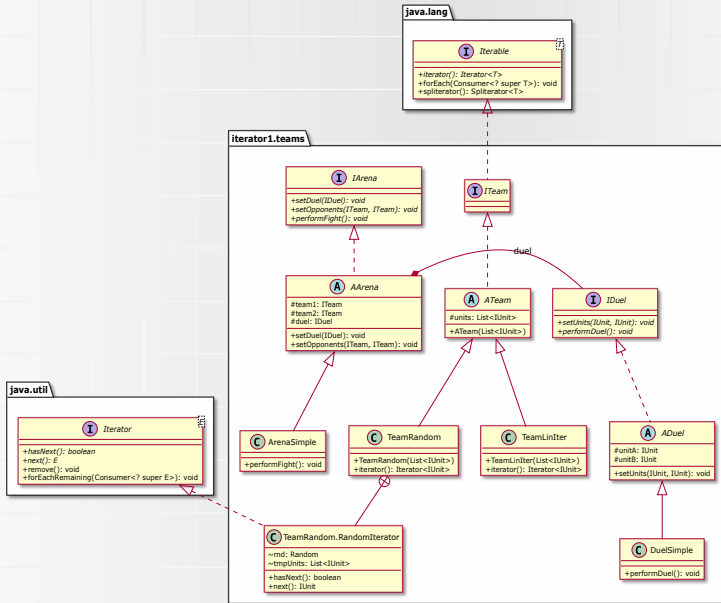 java.lang
I Iterable
T
+iterator(): Iterator<T>
+forEach(Consumer<? super T>): void
+spliterator(): Spliterator<T>
iterator1.teams
I IArena
+setDuel(IDuel): void
+setOpponents(ITeam, ITeam): void
+performFight(): void
I ITeam
duel
A AArena
#team1: ITeam
#team2: ITeam
#duel: IDuel
+setDuel(IDuel): void
+setOpponents(ITeam, ITeam): void
A ATeam
#units: List<IUnit>
+ATeam(List<IUnit>)
I IDuel
+setUnits(IUnit, IUnit): void
+performDuel(): void
java.util
I Iterator
E
+hasNext(): boolean
+next(): E
+remove(): void
+forEachRemaining(Consumer<? super E>): void
C ArenaSimple
+performFight(): void
C TeamRandom
+TeamRandom(List<IUnit>)
+iterator(): Iterator<IUnit>
C TeamLinIter
+TeamLinIter(List<IUnit>)
+iterator(): Iterator<IUnit>
A ADuel
#unitA: IUnit
#unitB: IUnit
+setUnits(IUnit, IUnit): void
C TeamRandom.RandomIterator
~rnd: Random
~tmpUnits: List<IUnit>
+hasNext(): boolean
+next(): IUnit
C DuelSimple
+performDuel(): void